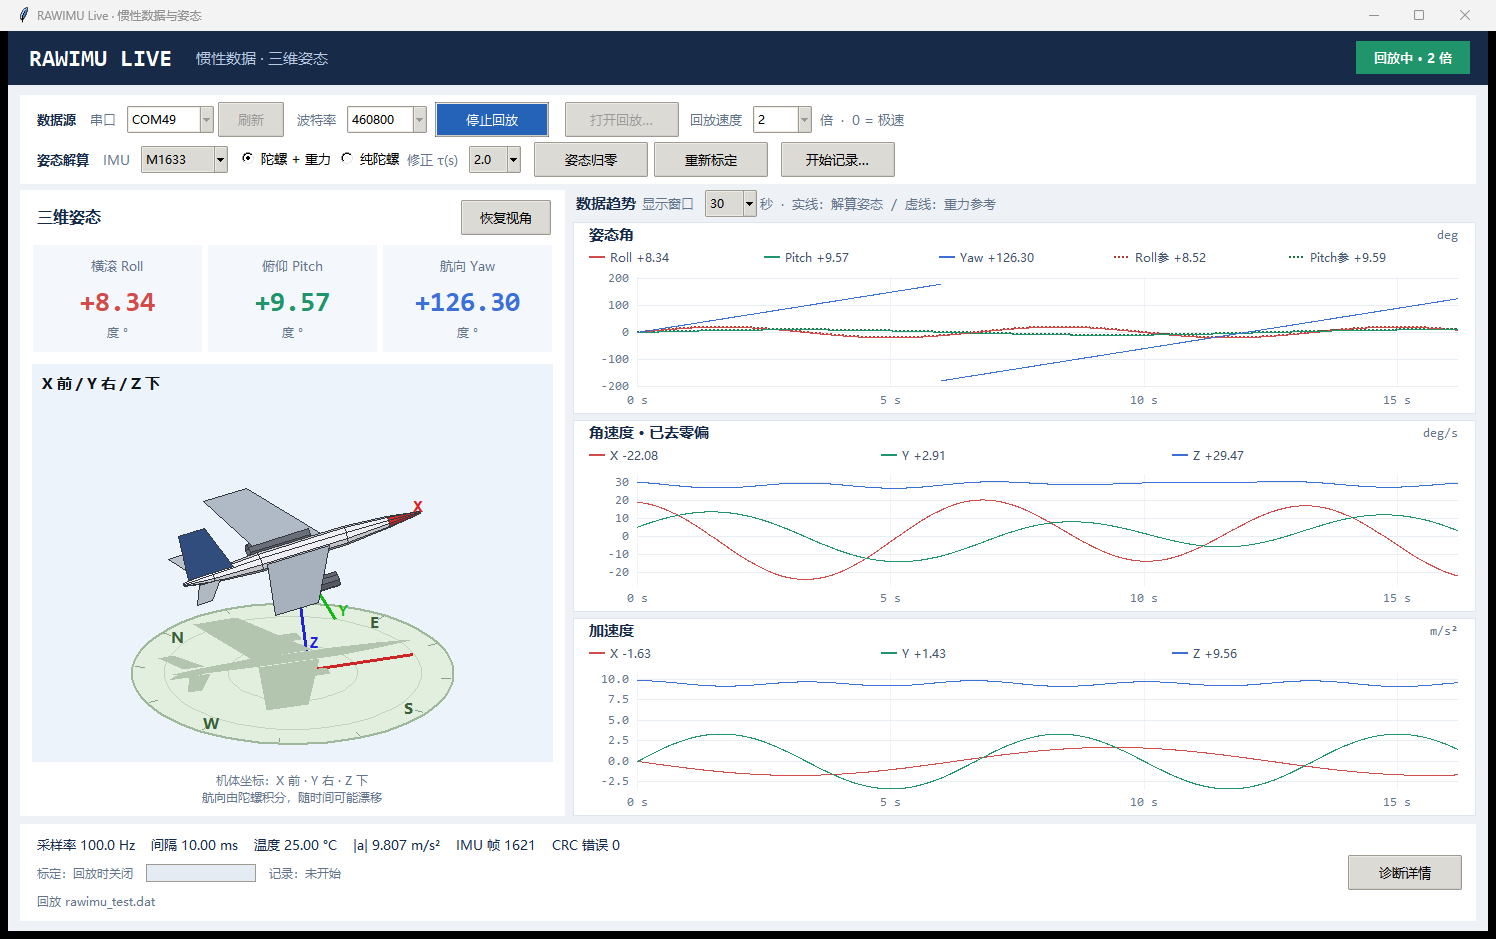 RAWIMU Live · 惯性数据与姿态
RAWIMU LIVE 惯性数据 · 三维姿态 回放中 • 2 倍
数据源 串口 COM49 刷新 波特率 460800 停止回放 打开回放... 回放速度 2 倍 · 0 = 极速
姿态解算 IMU M1633 陀螺 + 重力 纯陀螺 修正 τ(s) 2.0 姿态归零 重新标定 开始记录...
三维姿态 恢复视角
横滚 Roll 俯仰 Pitch 航向 Yaw
+8.34 +9.57 +126.30
度 ° 度 ° 度 °
X 前 / Y 右 / Z 下
X
Y
Z
N
E
W
S
机体坐标: X 前 · Y 右 · Z 下
航向由陀螺积分，随时间可能漂移
数据趋势 显示窗口 30 秒 · 实线: 解算姿态 / 虚线: 重力参考
姿态角 deg
Roll +8.34 Pitch +9.57 Yaw +126.30 Roll参 +8.52 Pitch参 +9.59
200
100
0
-100
-200
0 s 5 s 10 s 15 s
角速度 • 已去零偏 deg/s
X -22.08 Y +2.91 Z +29.47
30
20
10
0
-10
-20
0 s 5 s 10 s 15 s
加速度 m/s²
X -1.63 Y +1.43 Z +9.56
10.0
7.5
5.0
2.5
0.0
-2.5
0 s 5 s 10 s 15 s
采样率 100.0 Hz 间隔 10.00 ms 温度 25.00 °C |a| 9.807 m/s² IMU 帧 1621 CRC 错误 0
标定: 回放时关闭 记录: 未开始 诊断详情
回放 rawimu_test.dat